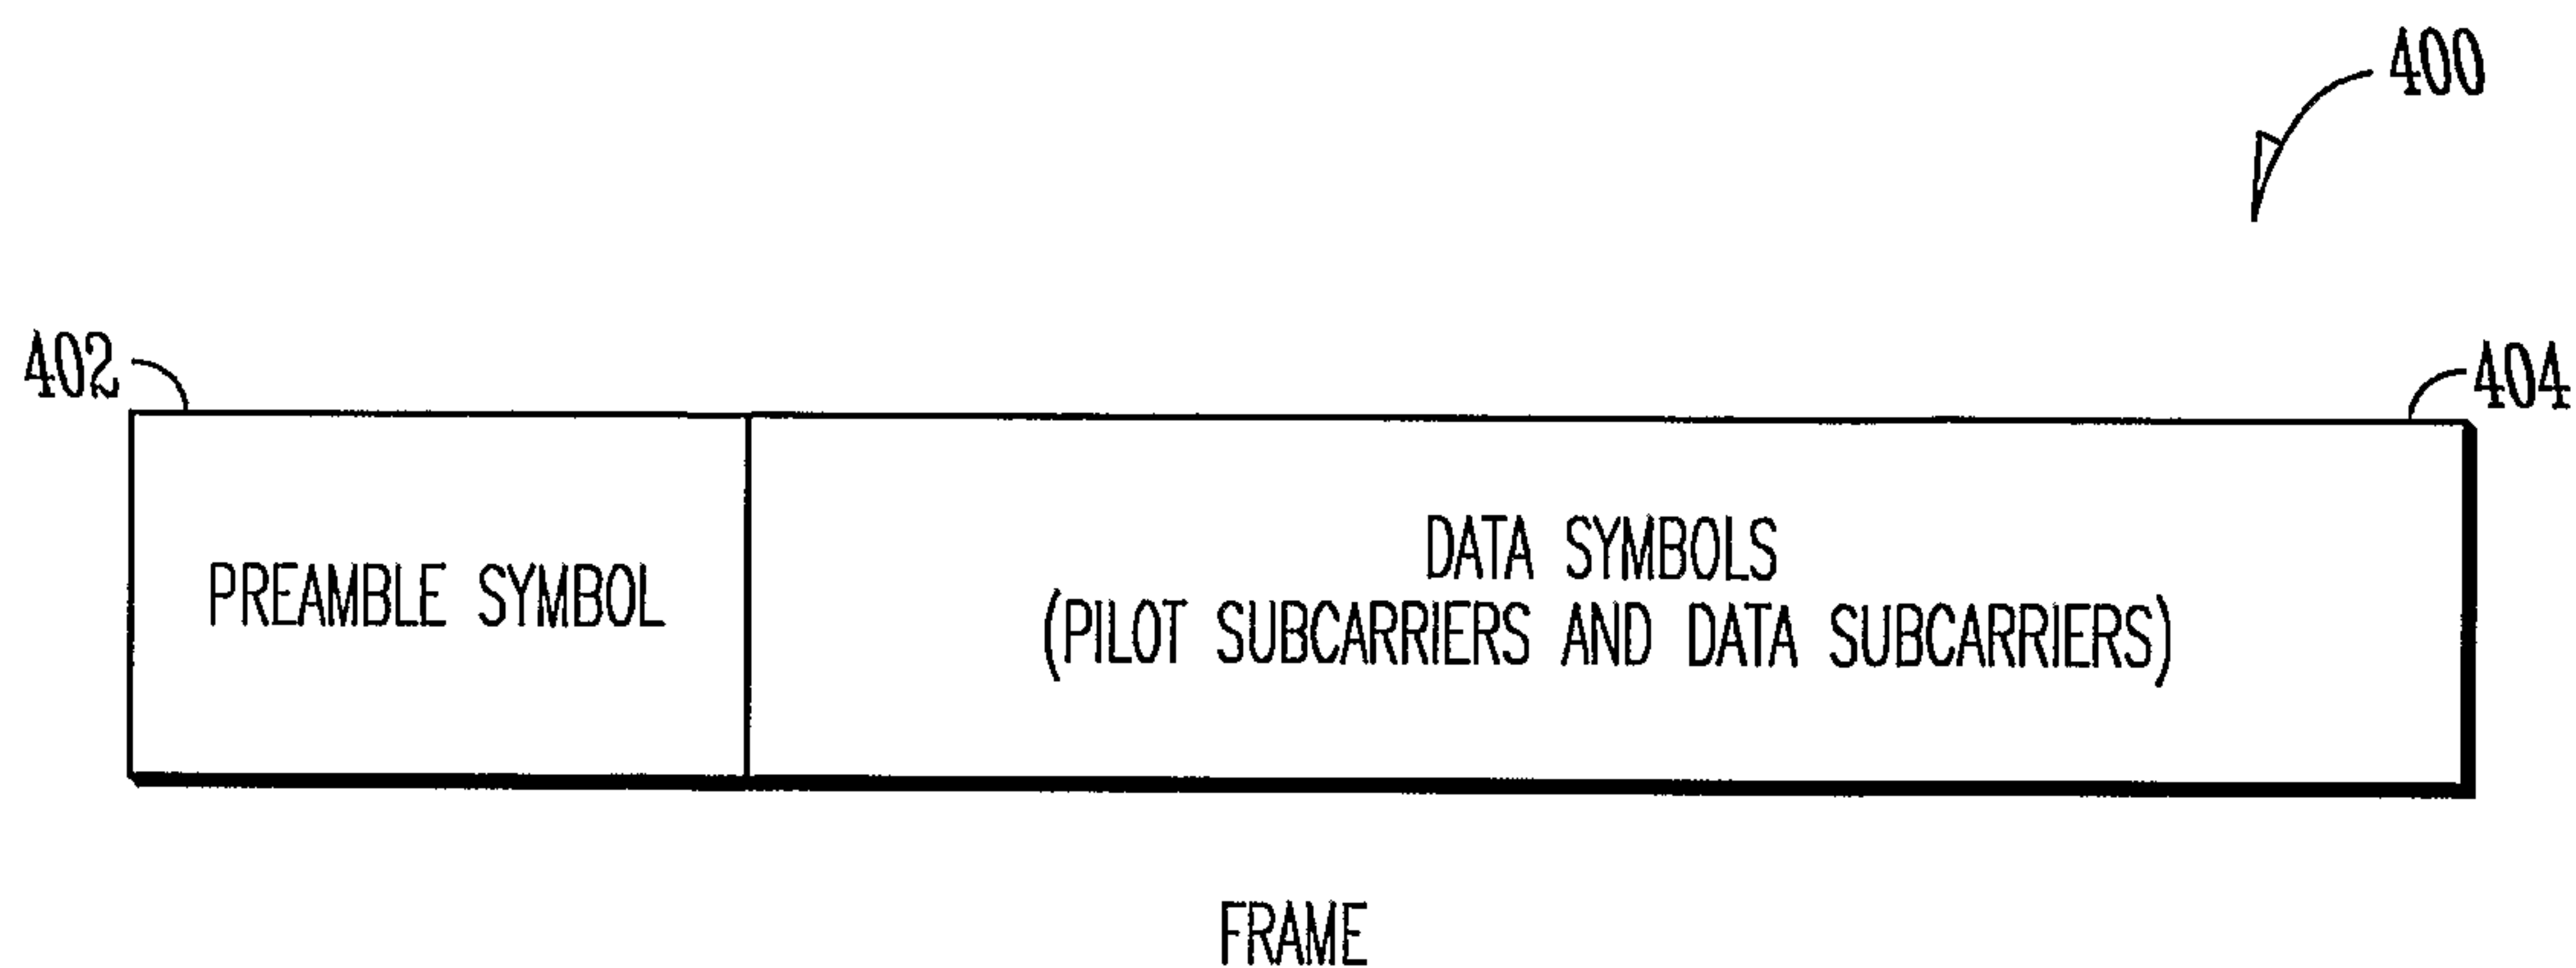 400
402
404
PREAMBLE SYMBOL
DATA SYMBOLS
(PILOT SUBCARRIERS AND DATA SUBCARRIERS)
FRAME